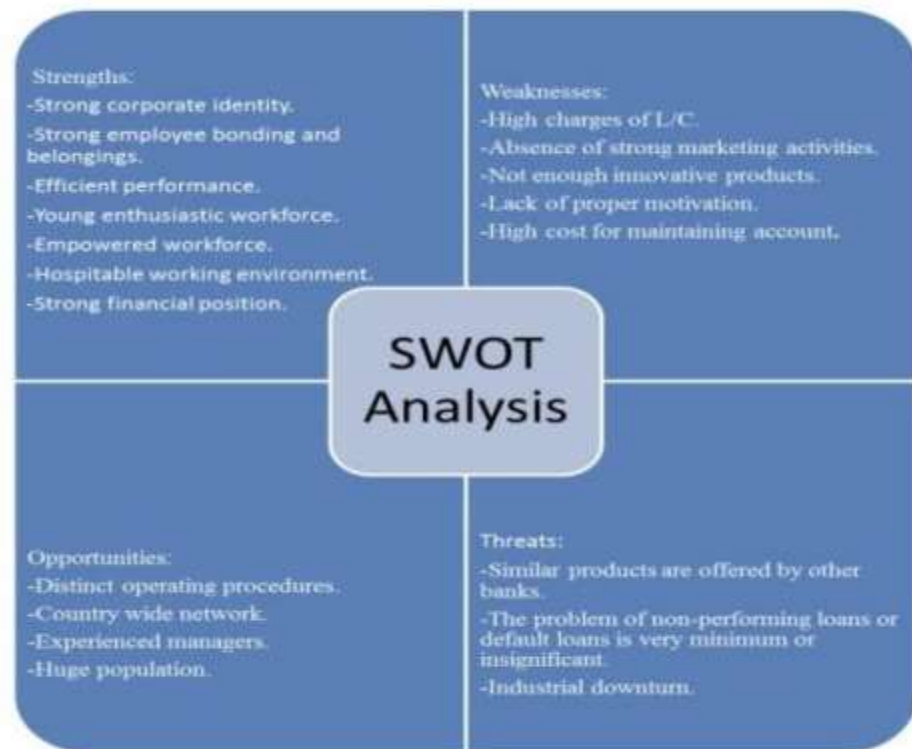 Strengths:
-Strong corporate identity.
-Strong employee bonding and
belongings.
-Efficient performance.
-Young enthusiastic workforce.
-Empowered workforce.
-Hospitable working environment.
-Strong financial position.
Weaknesses:
-High charges of L/C.
-Absence of strong marketing activities.
-Not enough innovative products.
-Lack of proper motivation.
-High cost for maintaining account.
SWOT
Analysis
Opportunities:
-Distinct operating procedures.
-Country wide network.
-Experienced managers.
-Huge population.
Threats:
-Similar products are offered by other
banks.
-The problem of non-performing loans or
default loans is very minimum or
insignificant.
-Industrial downturn.